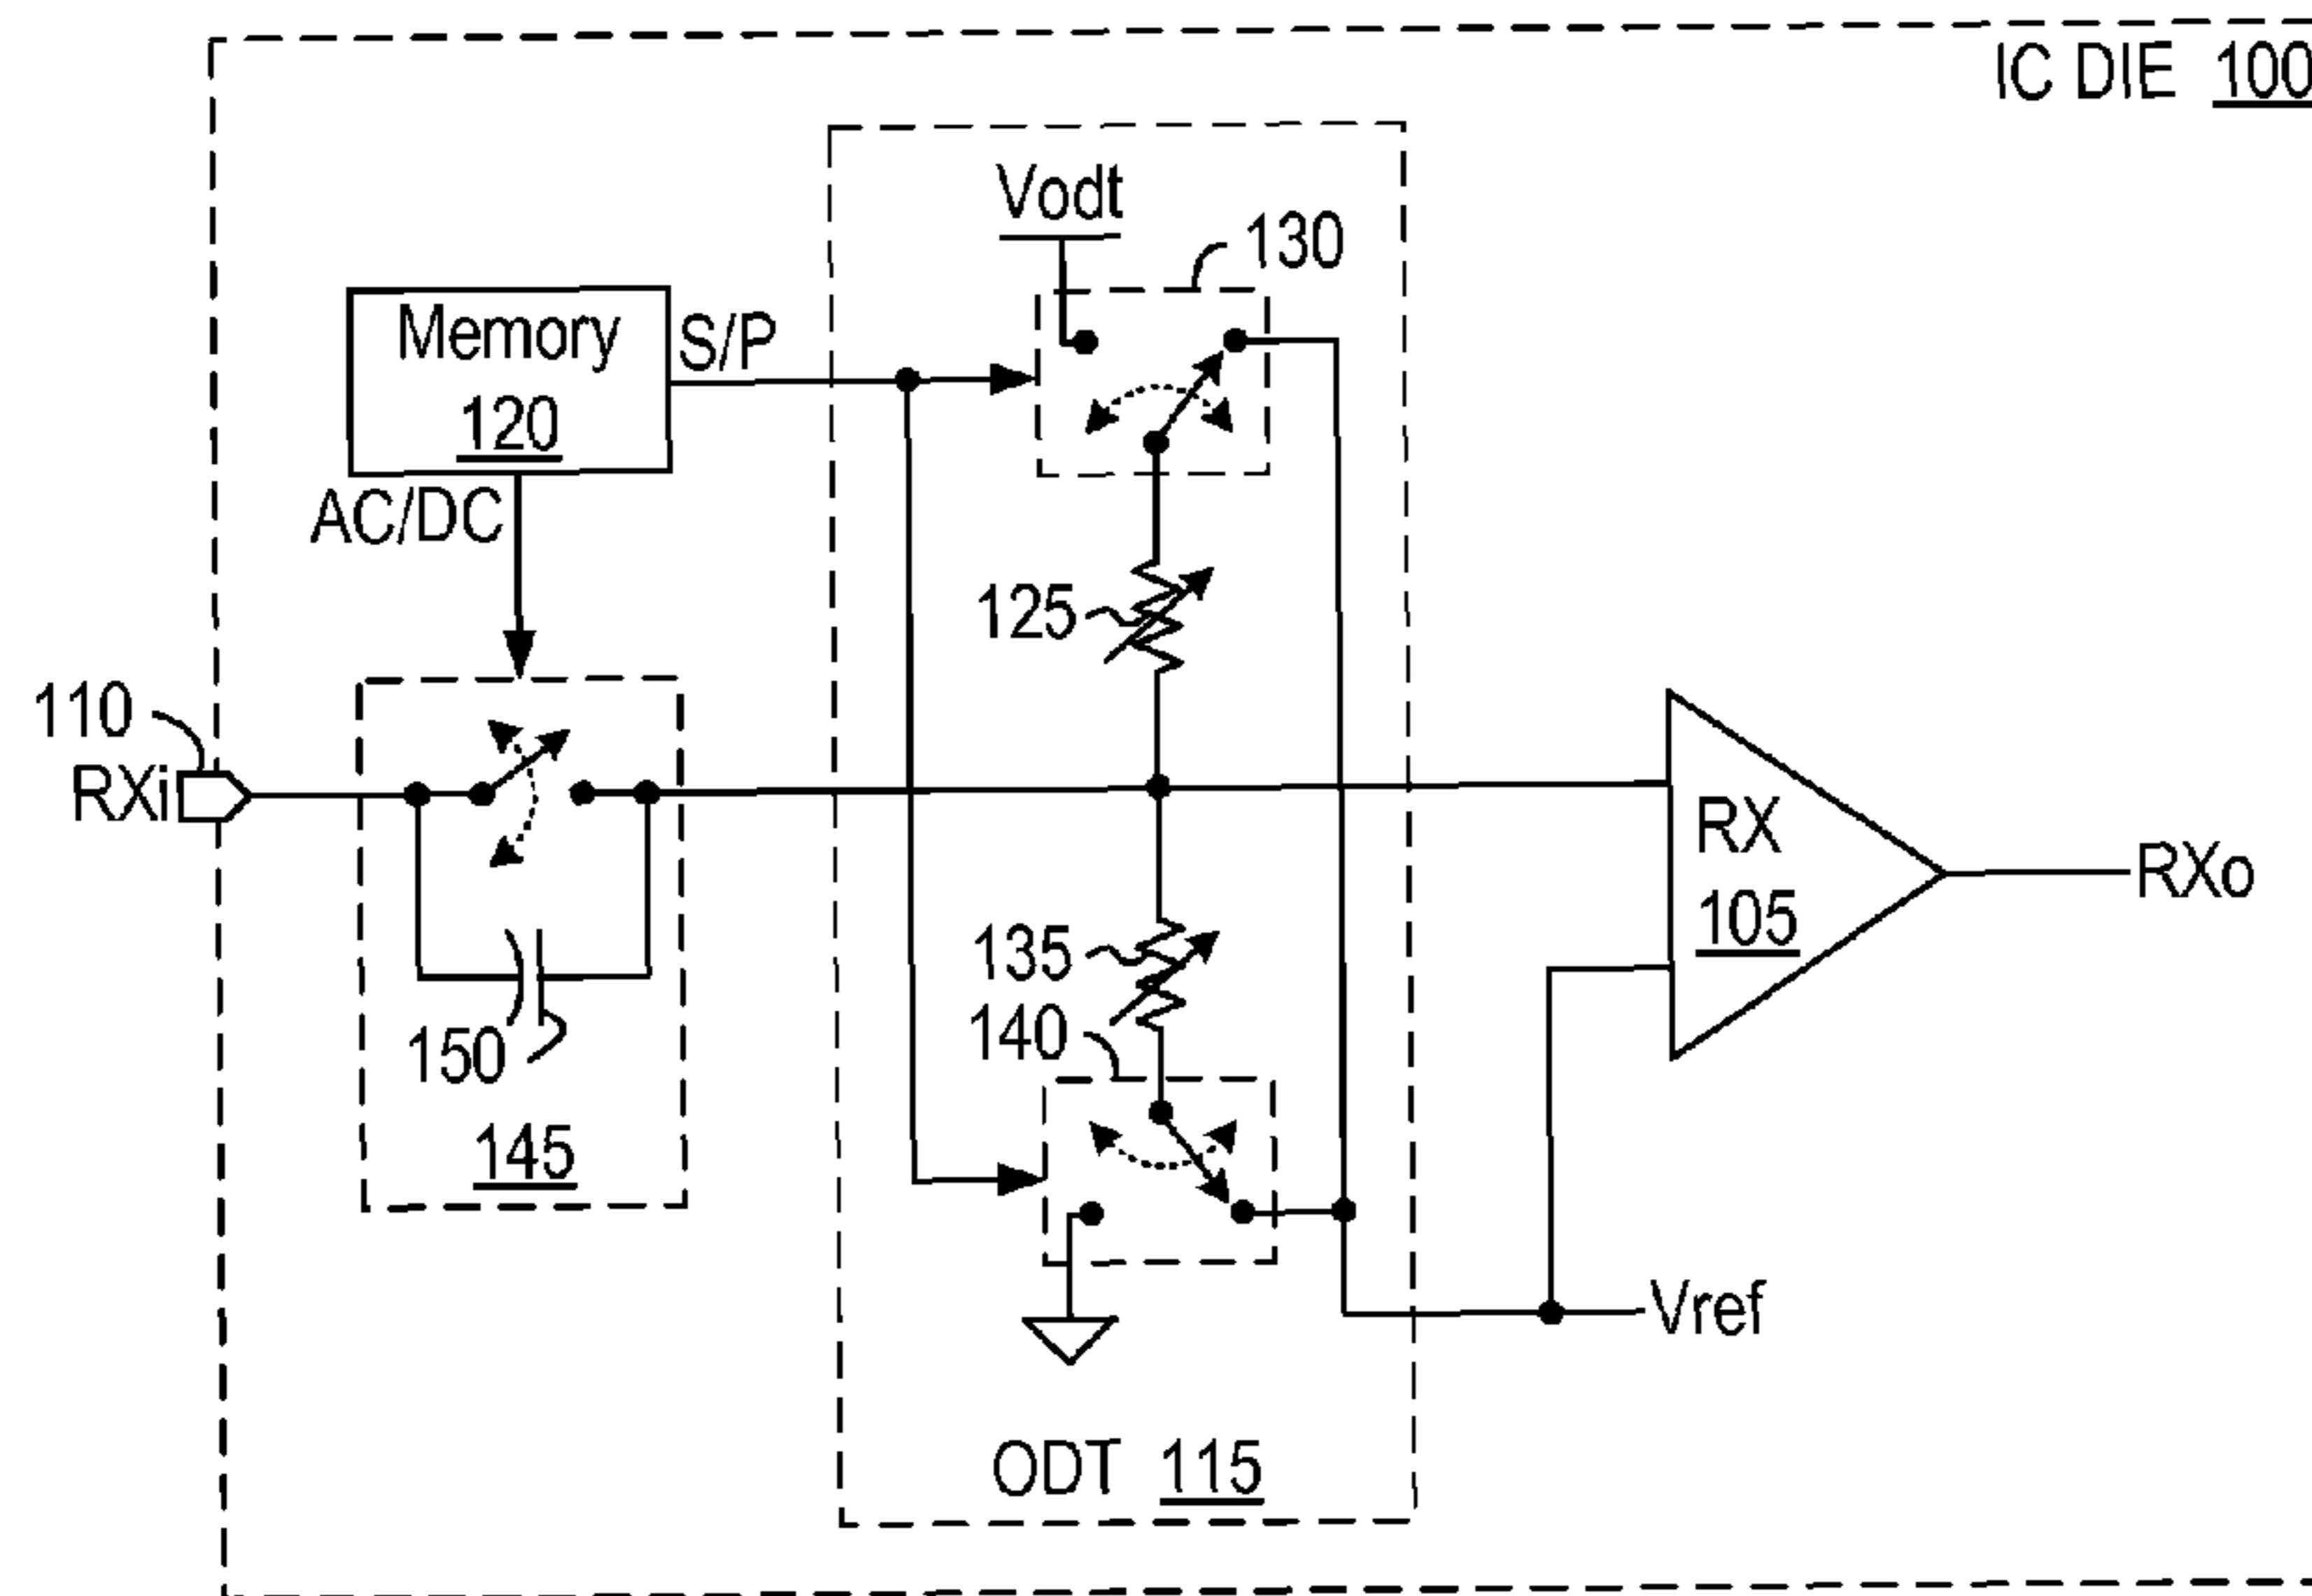 IC DIE 100
Vodt
130
Memory
120
S/P
AC/DC
125
110
RXi
RX
105
RXo
135
140
150
145
Vref
ODT 115